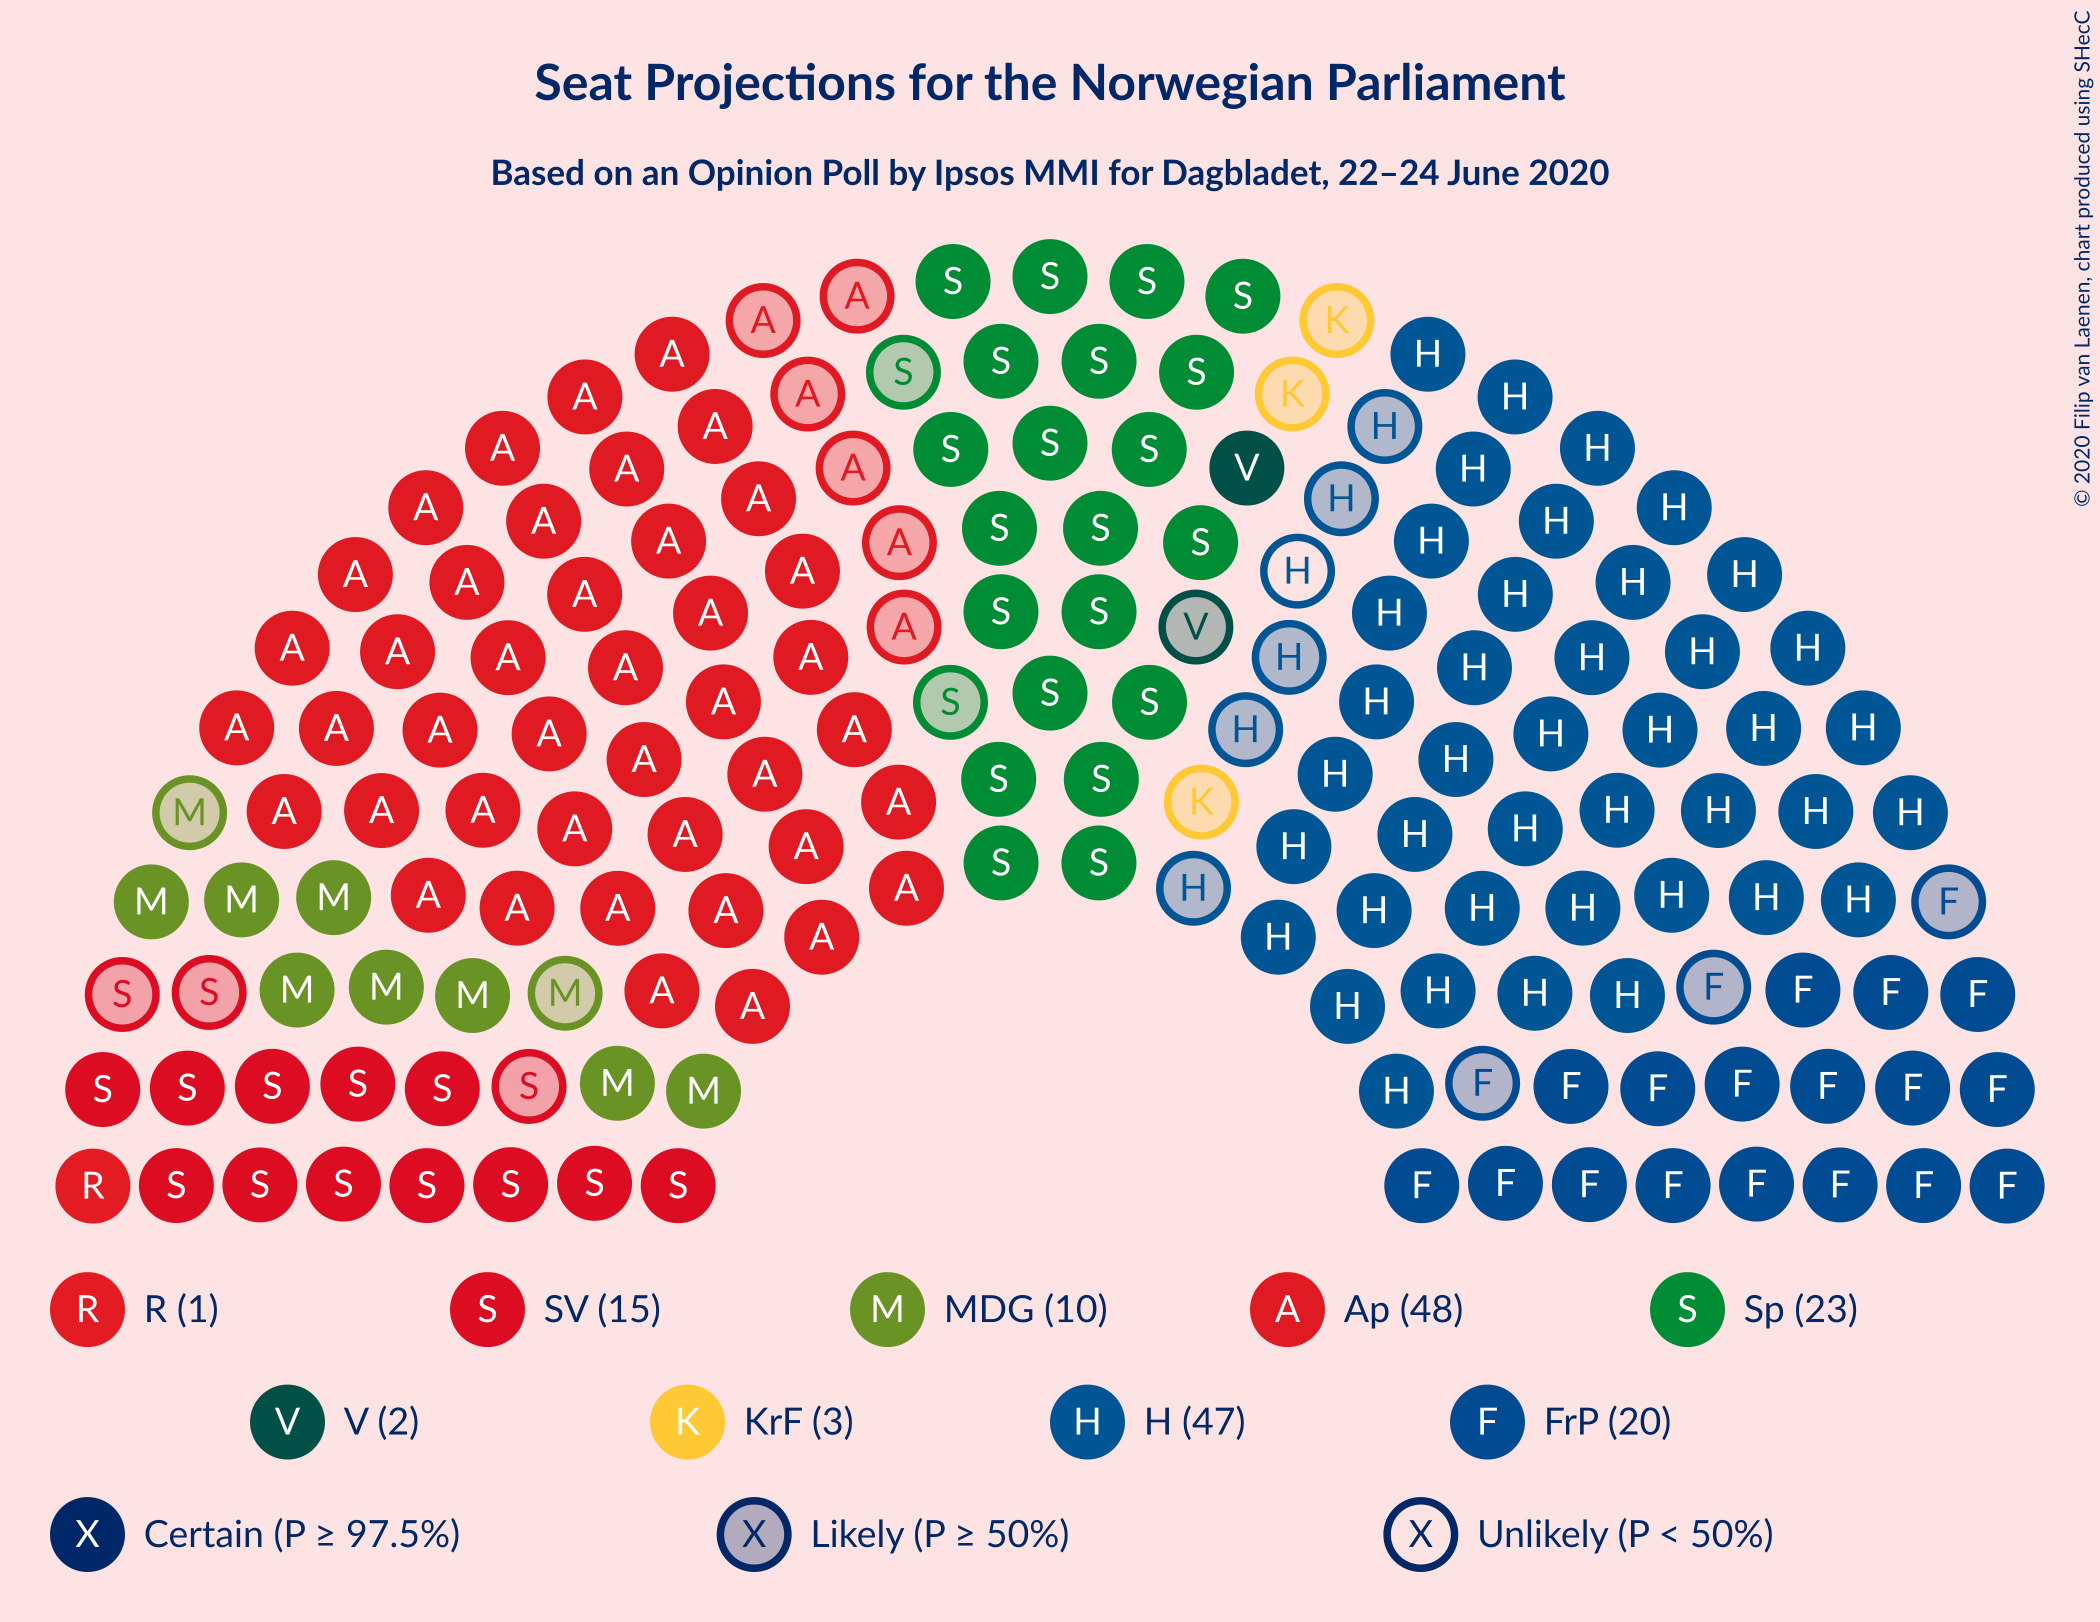 Seat Projections for the Norwegian Parliament
Based on an Opinion Poll by Ipsos MMI for Dagbladet, 22–24 June 2020
© 2020 Filip van Laenen, chart produced using SHecC
S S S S
A A K
A H H
S S S S
A A K H H H
A A S S S V H H H
A A A A S S S H H H H
A A A A S S V H H H H
A A A A A S S S H H H H H
A A A A A A A S S K H H H H H H
M A A A A A A A S S H H H H H H H H
M M M A A A A A A H H H H H H H F
S S M M M M A A H H H H F F F F
S S S S S S M M H F F F F F F F
R S S S S S S S F F F F F F F F
R R (1) S SV (15) M MDG (10) A Ap (48) S Sp (23)
V V (2) K KrF (3) H H (47) F FrP (20)
X Certain (P ≥ 97.5%) X Likely (P ≥ 50%) X Unlikely (P < 50%)